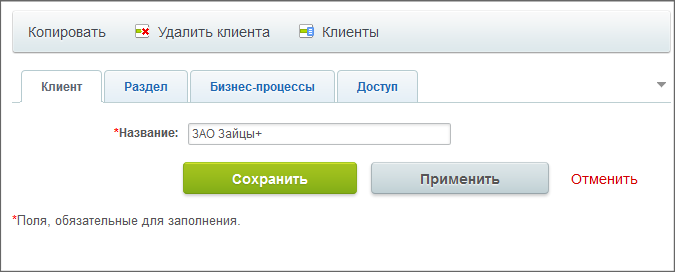 Копировать Удалить клиента Клиенты
Клиент Раздел Бизнес-процессы Доступ
*Название: ЗАО Зайцы+
Сохранить Применить Отменить
*Поля, обязательные для заполнения.